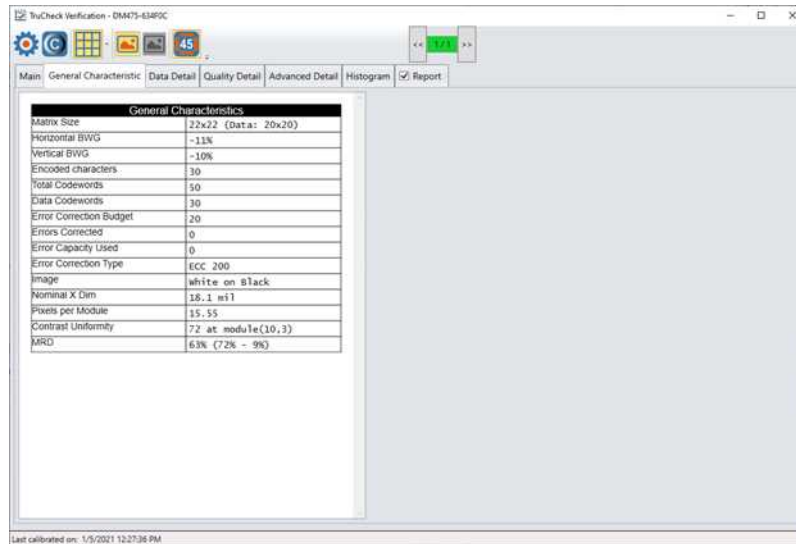 TruCheck Verification - DM475-634F0C
45
<< 1/1 >>
Main General Characteristic Data Detail Quality Detail Advanced Detail Histogram Report
General Characteristics
Matrix Size 22x22 (Data: 20x20)
Horizontal BWG -11%
Vertical BWG -10%
Encoded characters 30
Total Codewords 50
Data Codewords 30
Error Correction Budget 20
Errors Corrected 0
Error Capacity Used 0
Error Correction Type ECC 200
Image White on Black
Nominal X Dim 18.1 mil
Pixels per Module 15.55
Contrast Uniformity 72 at module(10,3)
MRD 63% (72% - 9%)
Last calibrated on: 1/5/2021 12:27:36 PM